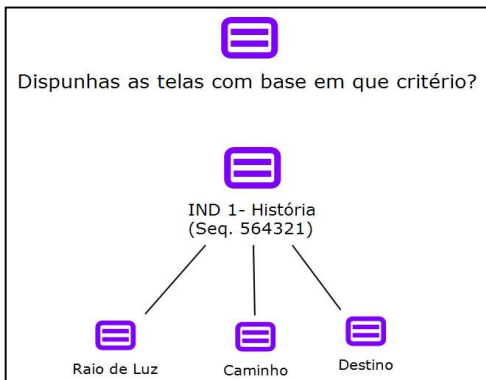 Dispunhas as telas com base em que critério?
IND 1- História
(Seq. 564321)
Raio de Luz
Caminho
Destino